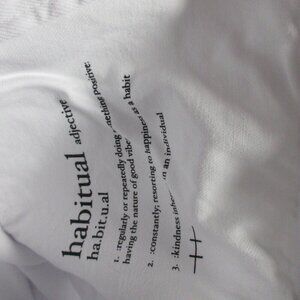 habitual adjective
ha.bit.u.al
1. :regularly or repeatedly doing something positive:
having the nature of good vibe
2. :constantly; resorting to happiness as a habit
3. :kindness in an individual